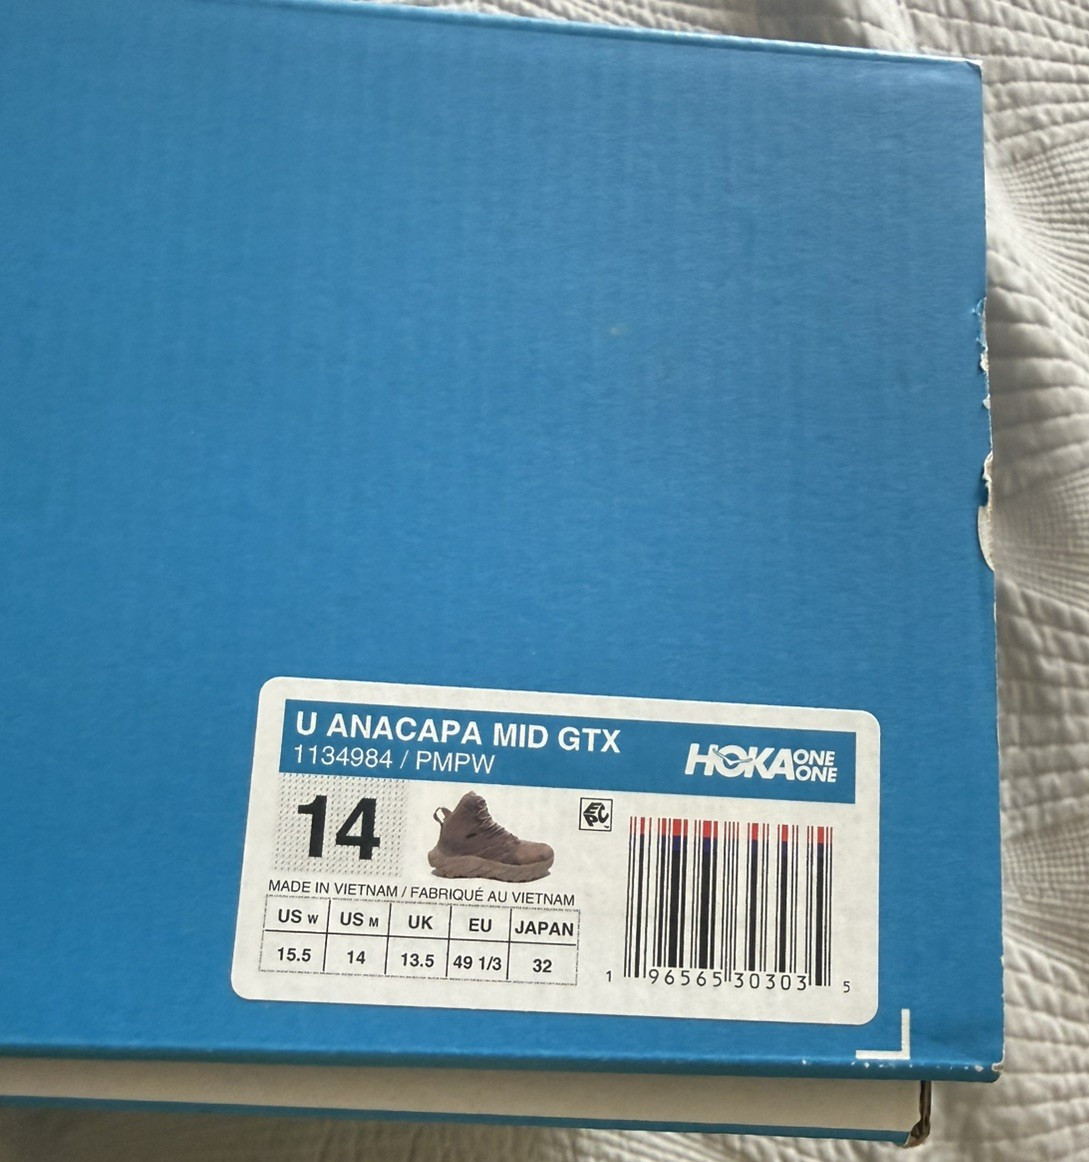 U ANACAPA MID GTX
1134984 / PMPW
HOKA ONE ONE
14
EPC
MADE IN VIETNAM / FABRIQUÉ AU VIETNAM
US W US M UK EU JAPAN
15.5 14 13.5 49 1/3 32
1 96565 30303 5